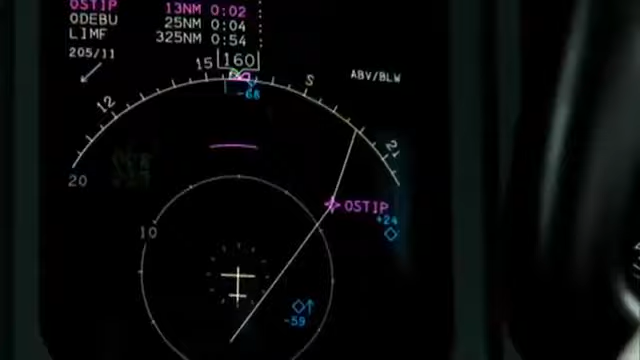 OSTIP 13NM 0:02
ODEBU 25NM 0:04
LIMF 325NM 0:54
205/11
15 160
S
ABV/BLW
-68
12
21
20
OSTIP
+24
10
-59